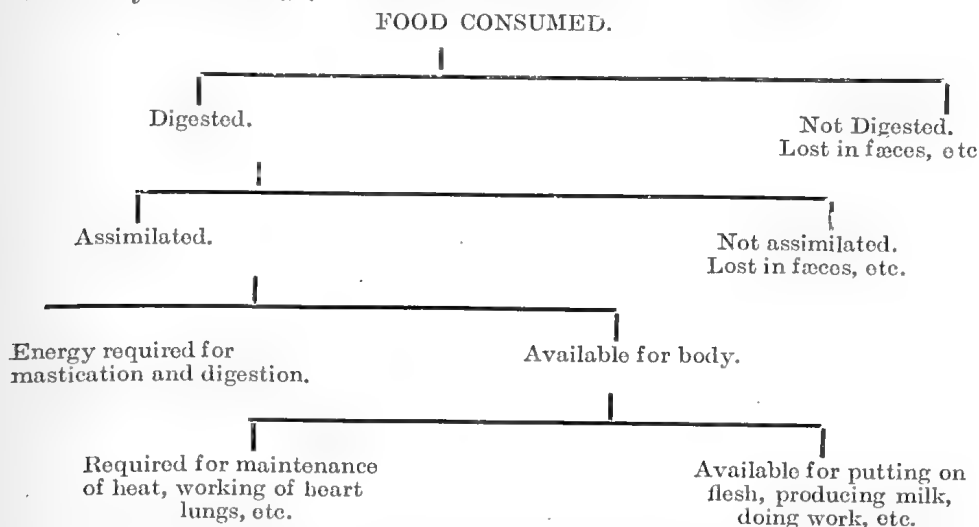 FOOD CONSUMED.
Digested.
Not Digested.
Lost in fæces, etc
Assimilated.
Not assimilated.
Lost in fæces, etc.
Energy required for
mastication and digestion.
Available for body.
Required for maintenance
of heat, working of heart
lungs, etc.
Available for putting on
flesh, producing milk,
doing work, etc.